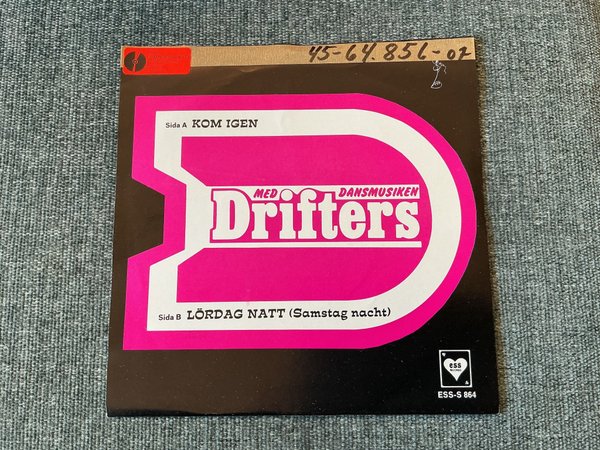 45-64.856-07
Sida A KOM IGEN
MED DANSMUSIKEN
Drifters
Sida B LÖRDAG NATT (Samstag nacht)
ess
ESS-S 864